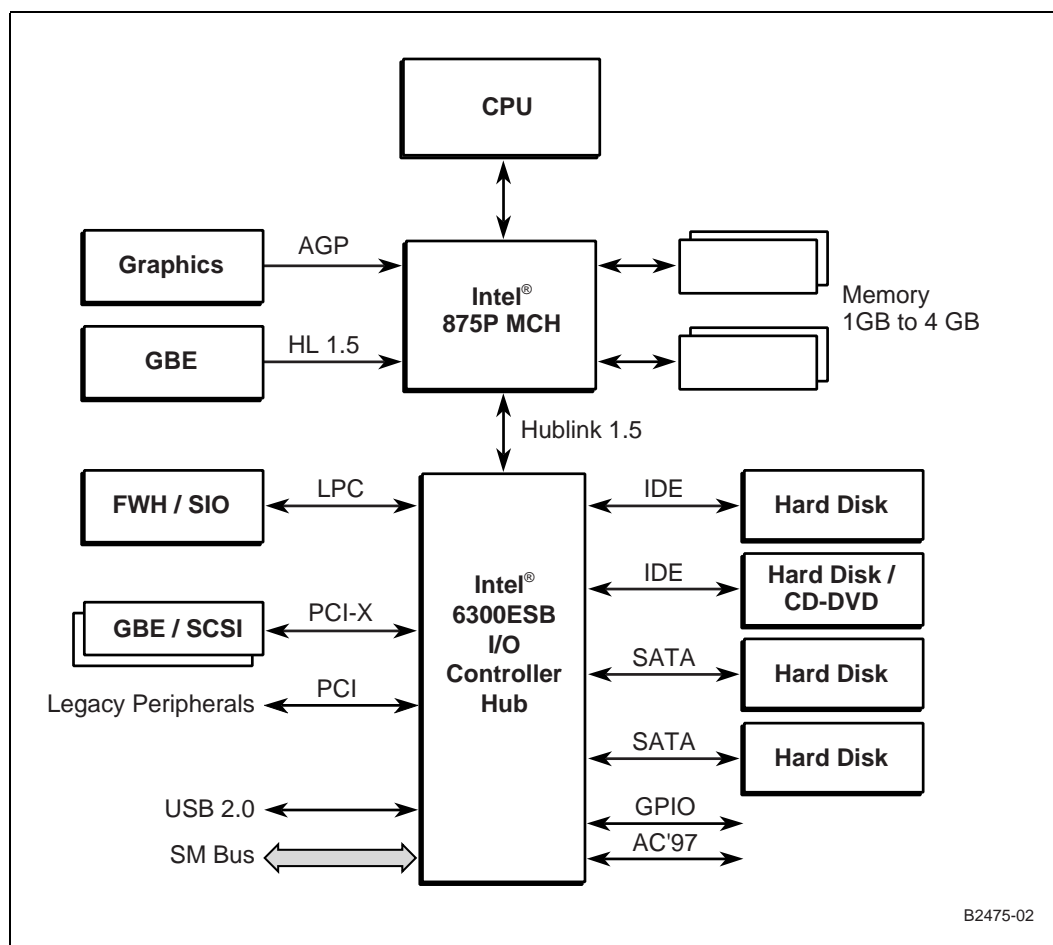 CPU
Graphics
AGP
Intel®
875P MCH
Memory
1GB to 4 GB
GBE
HL 1.5
Hublink 1.5
FWH / SIO
LPC
IDE
Hard Disk
Intel®
6300ESB
I/O
Controller
Hub
IDE
Hard Disk /
CD-DVD
GBE / SCSI
PCI-X
SATA
Hard Disk
Legacy Peripherals
PCI
SATA
Hard Disk
USB 2.0
GPIO
SM Bus
AC'97
B2475-02